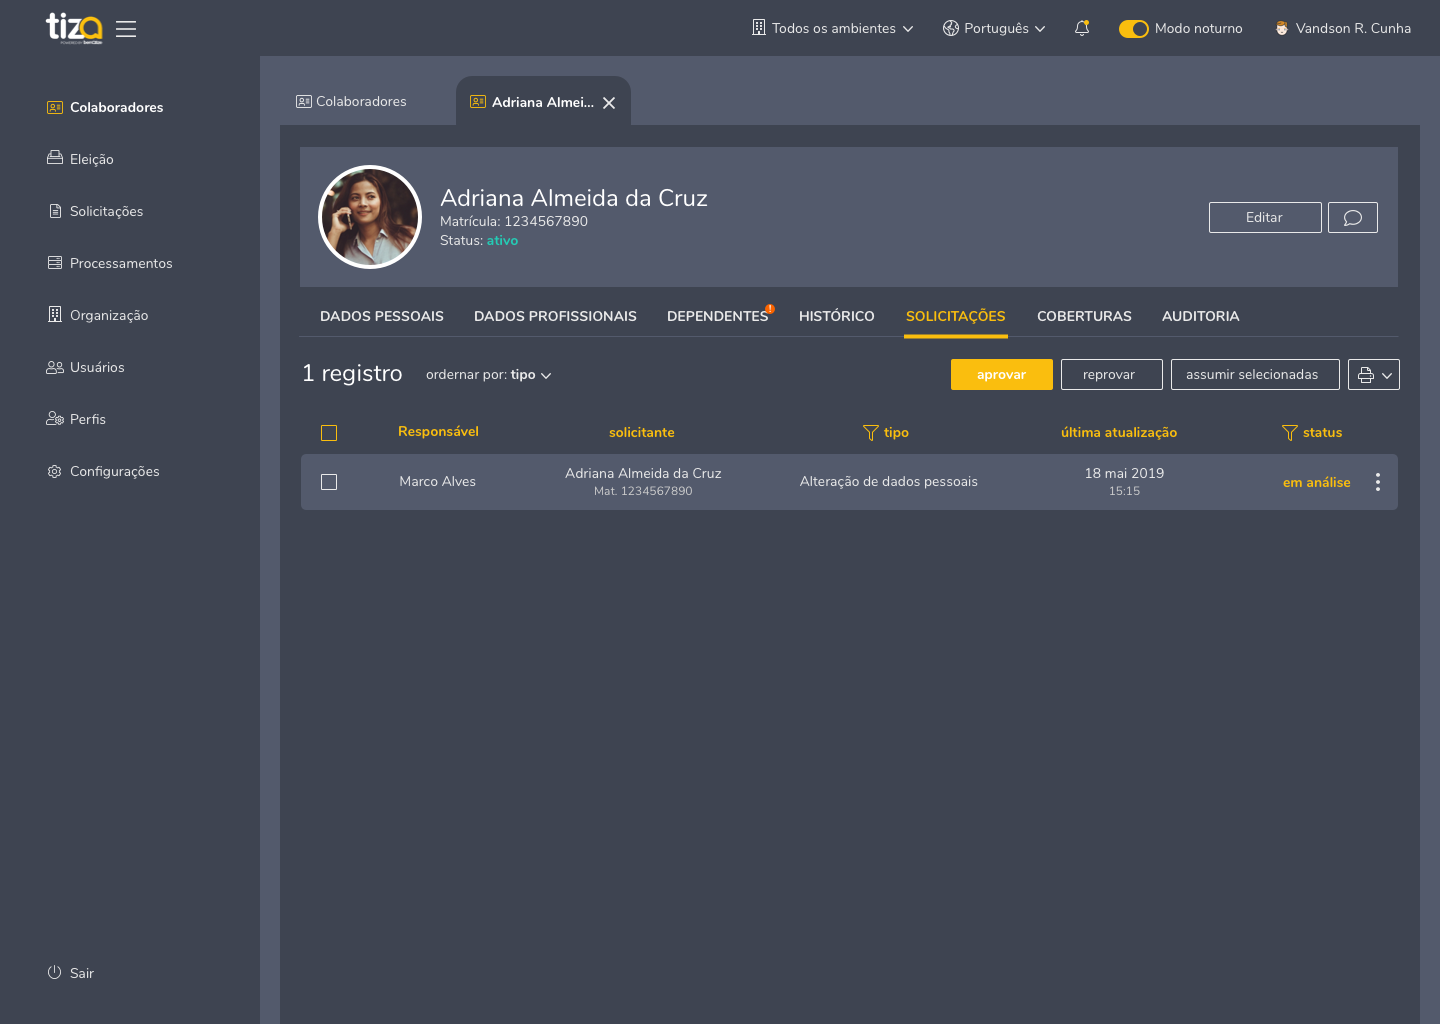 tiza
Todos os ambientes
Português
Modo noturno
Vandson R. Cunha
Colaboradores
Eleição
Solicitações
Processamentos
Organização
Usuários
Perfis
Configurações
Sair
Colaboradores
Adriana Almei...
Adriana Almeida da Cruz
Matrícula: 1234567890
Status: ativo
Editar
DADOS PESSOAIS
DADOS PROFISSIONAIS
DEPENDENTES
!
HISTÓRICO
SOLICITAÇÕES
COBERTURAS
AUDITORIA
1 registro
ordernar por: tipo
aprovar
reprovar
assumir selecionadas
Responsável
solicitante
tipo
última atualização
status
Marco Alves
Adriana Almeida da Cruz
Mat. 1234567890
Alteração de dados pessoais
18 mai 2019
15:15
em análise